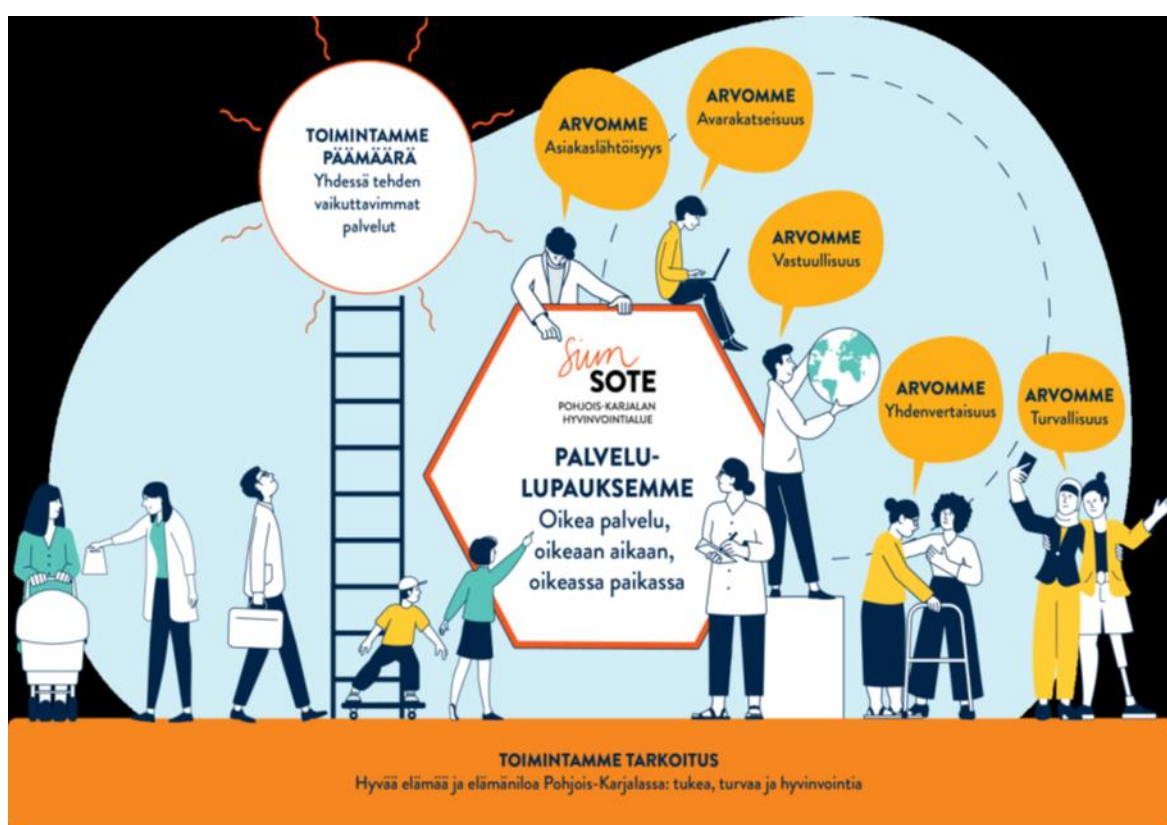 TOIMINTAMME
PÄÄMÄÄRÄ
Yhdessä tehden
vaikuttavimmat
palvelut
ARVOMME
Asiakaslähtöisyys
ARVOMME
Avarakatseisuus
ARVOMME
Vastuullisuus
ARVOMME
Yhdenvertaisuus
ARVOMME
Turvallisuus
Siun
SOTE
POHJOIS-KARJALAN
HYVINVOINTIALUE
PALVELU-
LUPAUKSEMME
Oikea palvelu,
oikeaan aikaan,
oikeassa paikassa
TOIMINTAMME TARKOITUS
Hyvää elämää ja elämäniloa Pohjois-Karjalassa: tukea, turvaa ja hyvinvointia